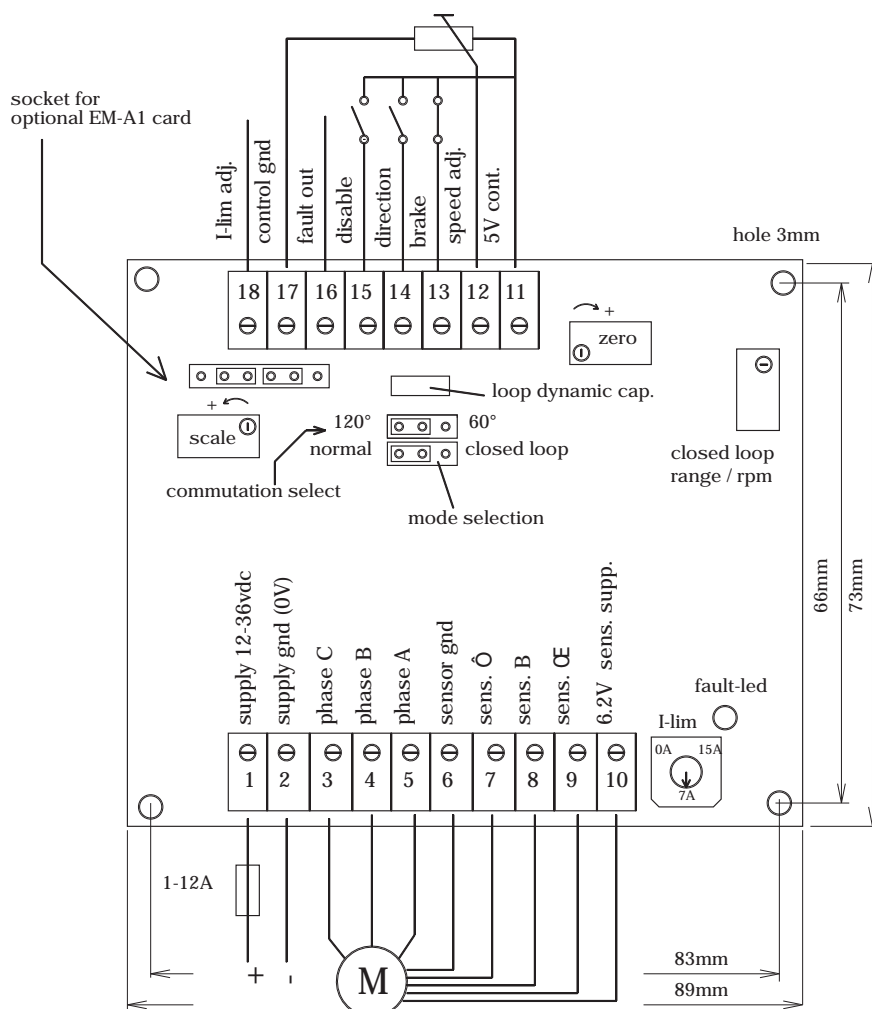 socket for
optional EM-A1 card
I-lim adj.
control gnd
fault out
disable
direction
brake
speed adj.
5V cont.
hole 3mm
18 17 16 15 14 13 12 11
+
zero
loop dynamic cap.
+
scale
120° 60°
normal closed loop
commutation select
mode selection
closed loop
range / rpm
66mm
73mm
supply 12-36vdc
supply gnd (0V)
phase C
phase B
phase A
sensor gnd
sens. Ô
sens. B
sens. Œ
6.2V sens. supp.
fault-led
I-lim
0A 15A
7A
1 2 3 4 5 6 7 8 9 10
1-12A
+ -
M
83mm
89mm